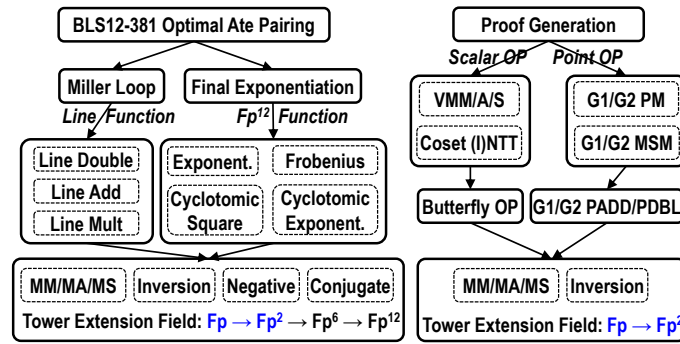 BLS12-381 Optimal Ate Pairing
Miller Loop
Final Exponentiation
Line Function
Fp¹² Function
Line Double
Line Add
Line Mult
Exponent.
Frobenius
Cyclotomic
Square
Cyclotomic
Exponent.
MM/MA/MS
Inversion
Negative
Conjugate
Tower Extension Field: Fp → Fp² → Fp⁶ → Fp¹²
Proof Generation
Scalar OP
Point OP
VMM/A/S
Coset (I)NTT
G1/G2 PM
G1/G2 MSM
Butterfly OP
G1/G2 PADD/PDBL
MM/MA/MS
Inversion
Tower Extension Field: Fp → Fp²